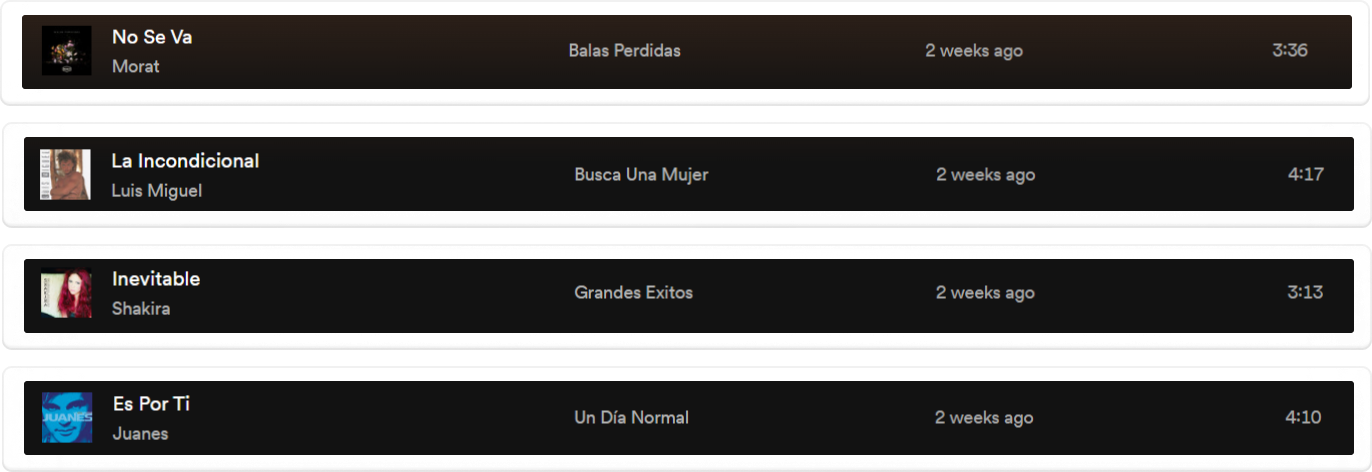 No Se Va
Morat
Balas Perdidas
2 weeks ago
3:36
La Incondicional
Luis Miguel
Busca Una Mujer
2 weeks ago
4:17
Inevitable
Shakira
Grandes Exitos
2 weeks ago
3:13
JUANES
Es Por Ti
Juanes
Un Día Normal
2 weeks ago
4:10